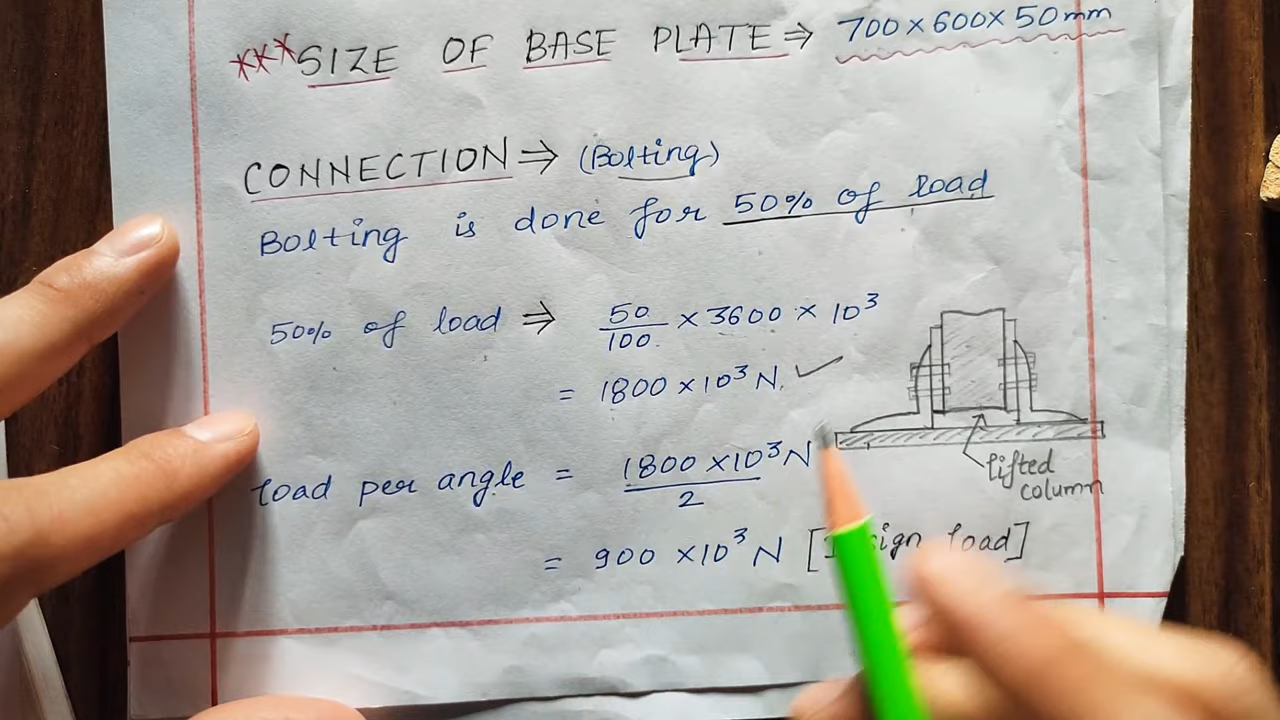 ***SIZE OF BASE PLATE ⇒ 700×600×50mm
CONNECTION ⇒ (Bolting)
Bolting is done for 50% of load
50% of load ⇒ 50/100 × 3600 × 10³
= 1800 × 10³ N. ✓
load per angle = 1800 × 10³ N / 2
= 900 × 10³ N [ load]
lifted
column